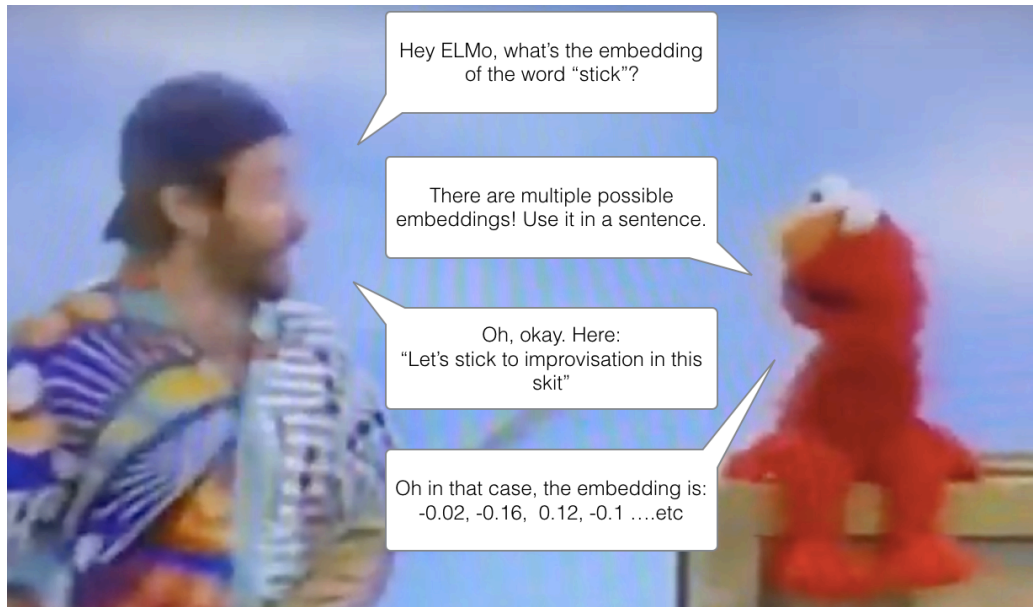 Hey ELMo, what's the embedding
of the word “stick”?
There are multiple possible
embeddings! Use it in a sentence.
Oh, okay. Here:
“Let's stick to improvisation in this
skit”
Oh in that case, the embedding is:
-0.02, -0.16,  0.12, -0.1 ….etc